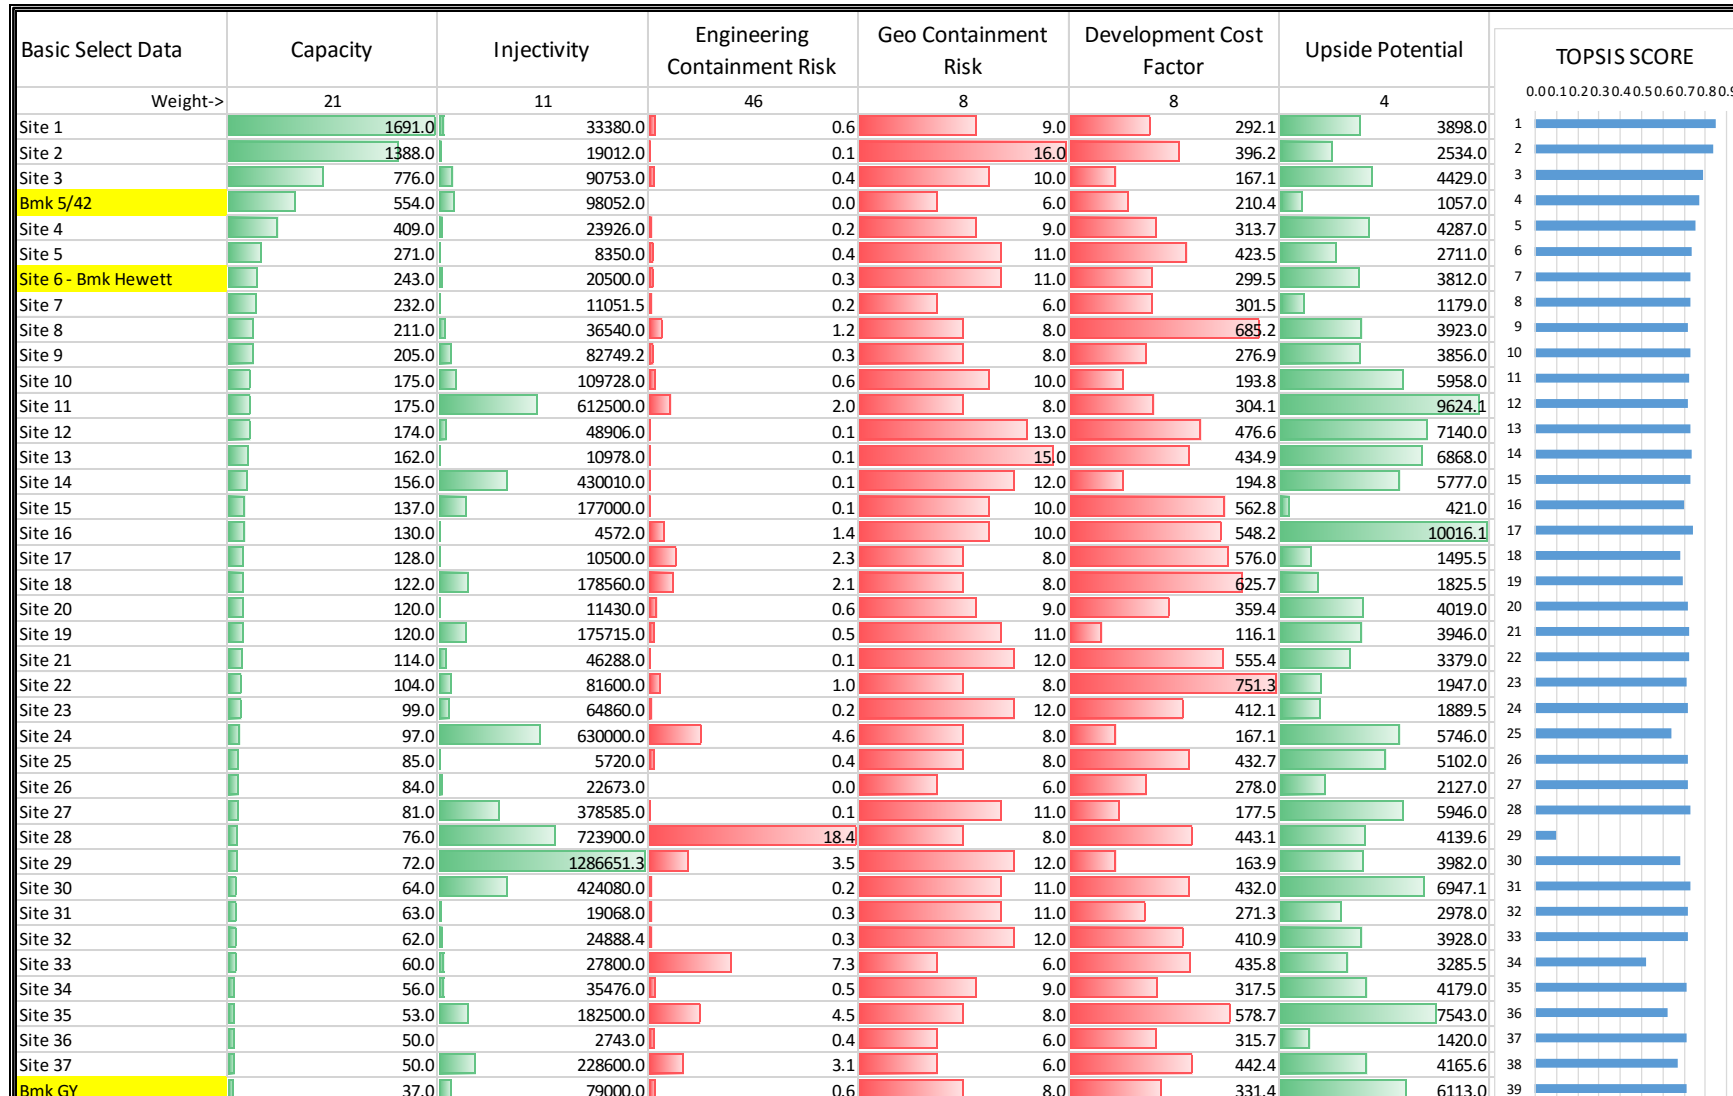 Basic Select Data Capacity Injectivity Engineering Containment Risk Geo Containment Risk Development Cost Factor Upside Potential
Weight-> 21 11 46 8 8 4
Site 1 1691.0 33380.0 0.6 9.0 292.1 3898.0
Site 2 1388.0 19012.0 0.1 16.0 396.2 2534.0
Site 3 776.0 90753.0 0.4 10.0 167.1 4429.0
Bmk 5/42 554.0 98052.0 0.0 6.0 210.4 1057.0
Site 4 409.0 23926.0 0.2 9.0 313.7 4287.0
Site 5 271.0 8350.0 0.4 11.0 423.5 2711.0
Site 6 - Bmk Hewett 243.0 20500.0 0.3 11.0 299.5 3812.0
Site 7 232.0 11051.5 0.2 6.0 301.5 1179.0
Site 8 211.0 36540.0 1.2 8.0 685.2 3923.0
Site 9 205.0 82749.2 0.3 8.0 276.9 3856.0
Site 10 175.0 109728.0 0.6 10.0 193.8 5958.0
Site 11 175.0 612500.0 2.0 8.0 304.1 9624.1
Site 12 174.0 48906.0 0.1 13.0 476.6 7140.0
Site 13 162.0 10978.0 0.1 15.0 434.9 6868.0
Site 14 156.0 430010.0 0.1 12.0 194.8 5777.0
Site 15 137.0 177000.0 0.1 10.0 562.8 421.0
Site 16 130.0 4572.0 1.4 10.0 548.2 10016.1
Site 17 128.0 10500.0 2.3 8.0 576.0 1495.5
Site 18 122.0 178560.0 2.1 8.0 625.7 1825.5
Site 20 120.0 11430.0 0.6 9.0 359.4 4019.0
Site 19 120.0 175715.0 0.5 11.0 116.1 3946.0
Site 21 114.0 46288.0 0.1 12.0 555.4 3379.0
Site 22 104.0 81600.0 1.0 8.0 751.3 1947.0
Site 23 99.0 64860.0 0.2 12.0 412.1 1889.5
Site 24 97.0 630000.0 4.6 8.0 167.1 5746.0
Site 25 85.0 5720.0 0.4 8.0 432.7 5102.0
Site 26 84.0 22673.0 0.0 6.0 278.0 2127.0
Site 27 81.0 378585.0 0.1 11.0 177.5 5946.0
Site 28 76.0 723900.0 18.4 8.0 443.1 4139.6
Site 29 72.0 1286651.3 3.5 12.0 163.9 3982.0
Site 30 64.0 424080.0 0.2 11.0 432.0 6947.1
Site 31 63.0 19068.0 0.3 11.0 271.3 2978.0
Site 32 62.0 24888.4 0.3 12.0 410.9 3928.0
Site 33 60.0 27800.0 7.3 6.0 435.8 3285.5
Site 34 56.0 35476.0 0.5 9.0 317.5 4179.0
Site 35 53.0 182500.0 4.5 8.0 578.7 7543.0
Site 36 50.0 2743.0 0.4 6.0 315.7 1420.0
Site 37 50.0 228600.0 3.1 6.0 442.4 4165.6
Bmk GY 37.0 79000.0 0.6 8.0 331.4 6113.0
TOPSIS SCORE
0.0 0.1 0.2 0.3 0.4 0.5 0.6 0.7 0.8 0.9
1
2
3
4
5
6
7
8
9
10
11
12
13
14
15
16
17
18
19
20
21
22
23
24
25
26
27
28
29
30
31
32
33
34
35
36
37
38
39